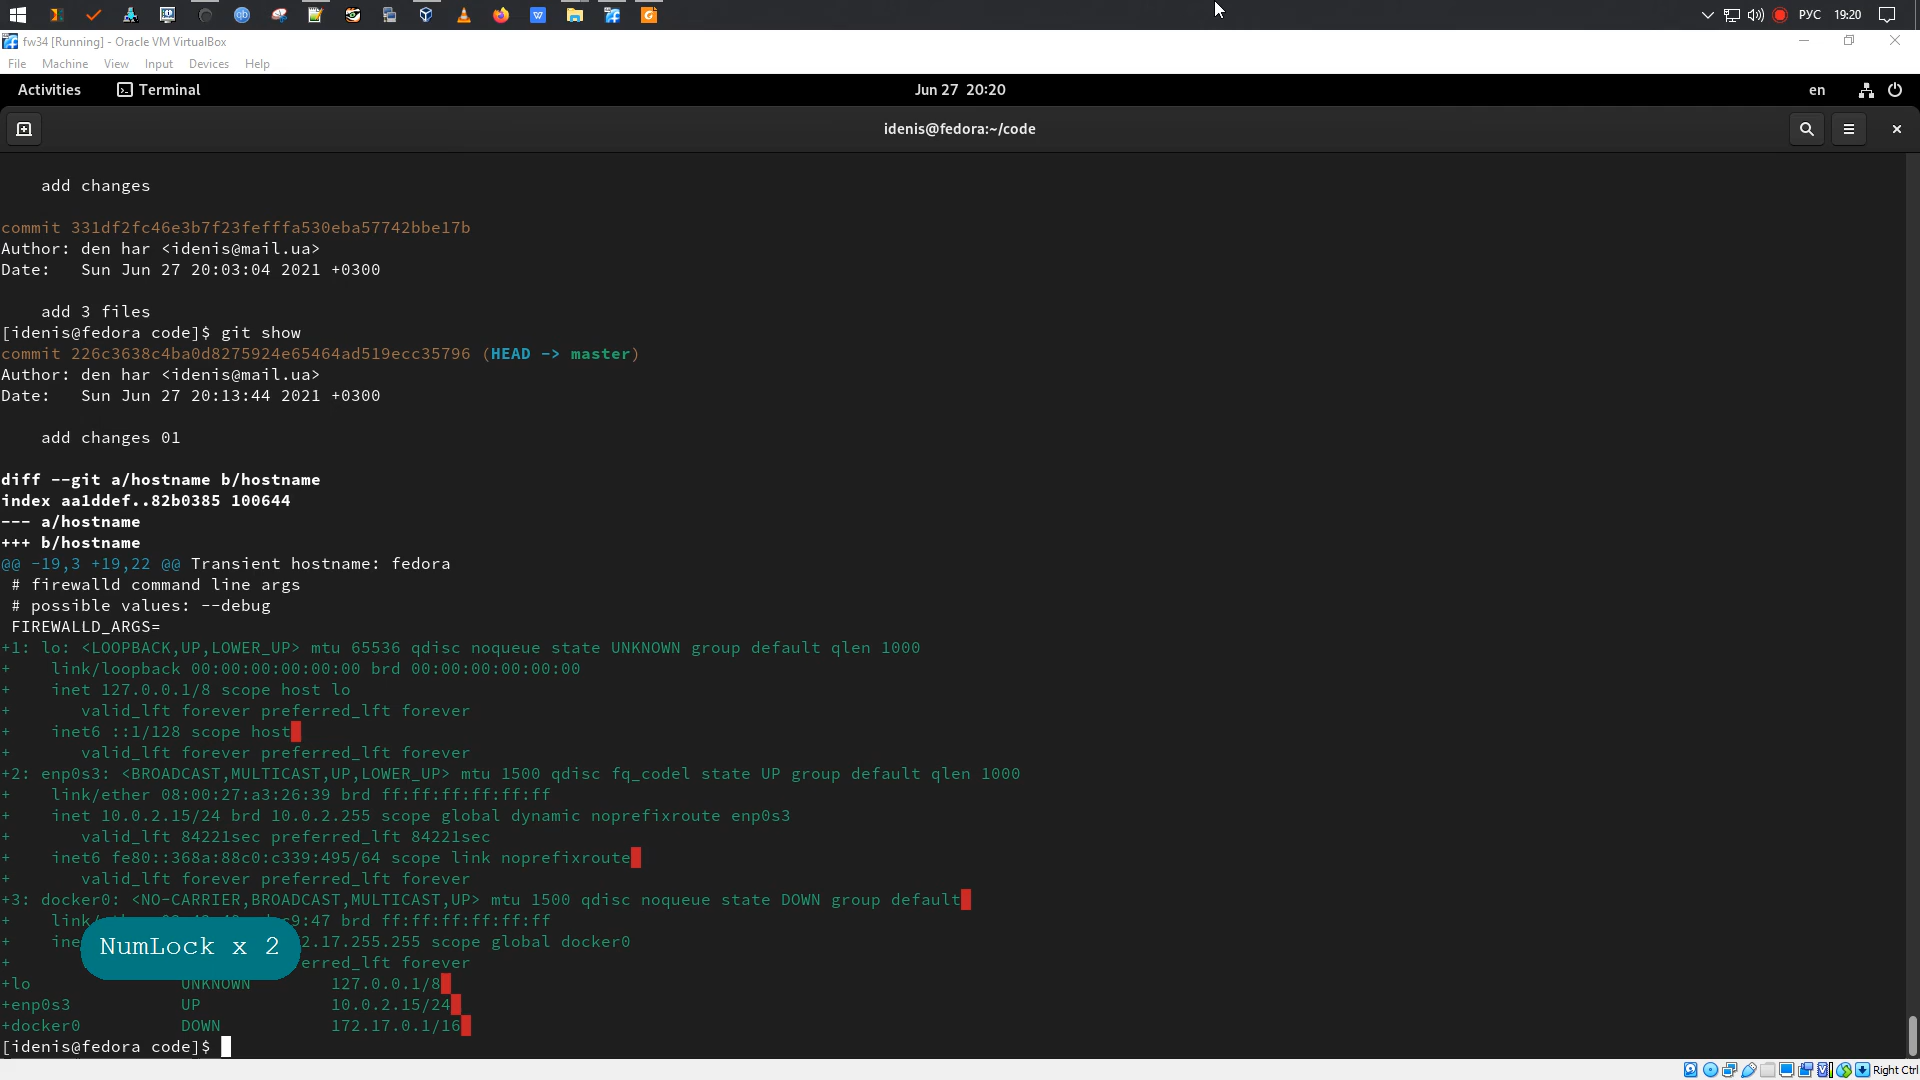 РУС 19:20
fw34 [Running] - Oracle VM VirtualBox
File Machine View Input Devices Help
Activities Terminal Jun 27 20:20 en
idenis@fedora:~/code
add changes
commit 331df2fc46e3b7f23fefffa530eba57742bbe17b
Author: den har <idenis@mail.ua>
Date:   Sun Jun 27 20:03:04 2021 +0300
add 3 files
[idenis@fedora code]$ git show
commit 226c3638c4ba0d8275924e65464ad519ecc35796 (HEAD -> master)
Author: den har <idenis@mail.ua>
Date:   Sun Jun 27 20:13:44 2021 +0300
add changes 01
diff --git a/hostname b/hostname
index aa1ddef..82b0385 100644
--- a/hostname
+++ b/hostname
@@ -19,3 +19,22 @@ Transient hostname: fedora
# firewalld command line args
# possible values: --debug
FIREWALLD_ARGS=
+1: lo: <LOOPBACK,UP,LOWER_UP> mtu 65536 qdisc noqueue state UNKNOWN group default qlen 1000
+    link/loopback 00:00:00:00:00:00 brd 00:00:00:00:00:00
+    inet 127.0.0.1/8 scope host lo
+       valid_lft forever preferred_lft forever
+    inet6 ::1/128 scope host
+       valid_lft forever preferred_lft forever
+2: enp0s3: <BROADCAST,MULTICAST,UP,LOWER_UP> mtu 1500 qdisc fq_codel state UP group default qlen 1000
+    link/ether 08:00:27:a3:26:39 brd ff:ff:ff:ff:ff:ff
+    inet 10.0.2.15/24 brd 10.0.2.255 scope global dynamic noprefixroute enp0s3
+       valid_lft 84221sec preferred_lft 84221sec
+    inet6 fe80::368a:88c0:c339:495/64 scope link noprefixroute
+       valid_lft forever preferred_lft forever
+3: docker0: <NO-CARRIER,BROADCAST,MULTICAST,UP> mtu 1500 qdisc noqueue state DOWN group default
+    link 9:47 brd ff:ff:ff:ff:ff:ff
+    ine 2.17.255.255 scope global docker0
+ erred_lft forever
NumLock x 2
+lo               UNKNOWN        127.0.0.1/8
+enp0s3           UP             10.0.2.15/24
+docker0          DOWN           172.17.0.1/16
[idenis@fedora code]$
Right Ctrl